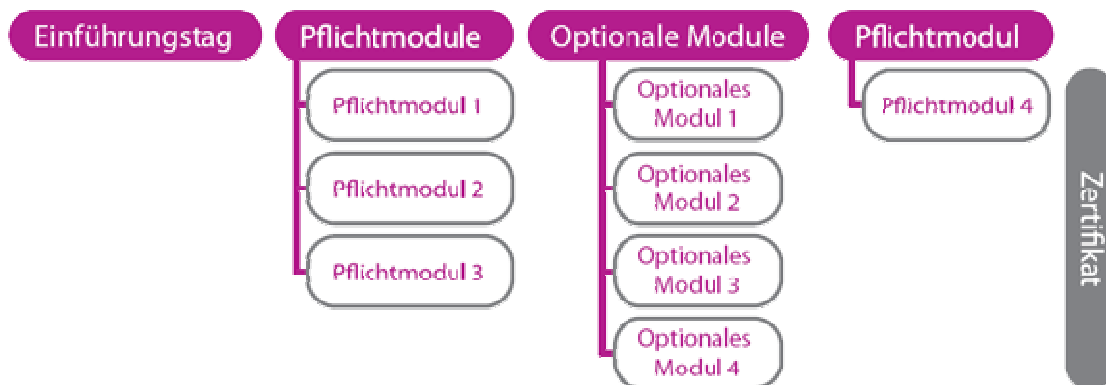 Einführungstag
Pflichtmodule
Pflichtmodul 1
Pflichtmodul 2
Pflichtmodul 3
Optionale Module
Optionales
Modul 1
Optionales
Modul 2
Optionales
Modul 3
Optionales
Modul 4
Pflichtmodul
Pflichtmodul 4
Zertifikat